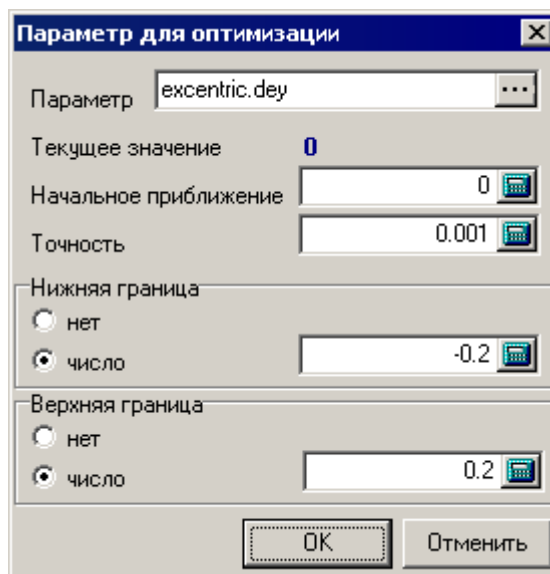 Параметр для оптимизации
Параметр excentric.dey ...
Текущее значение 0
Начальное приближение 0
Точность 0.001
Нижняя граница
нет
число -0.2
Верхняя граница
нет
число 0.2
OK Отменить